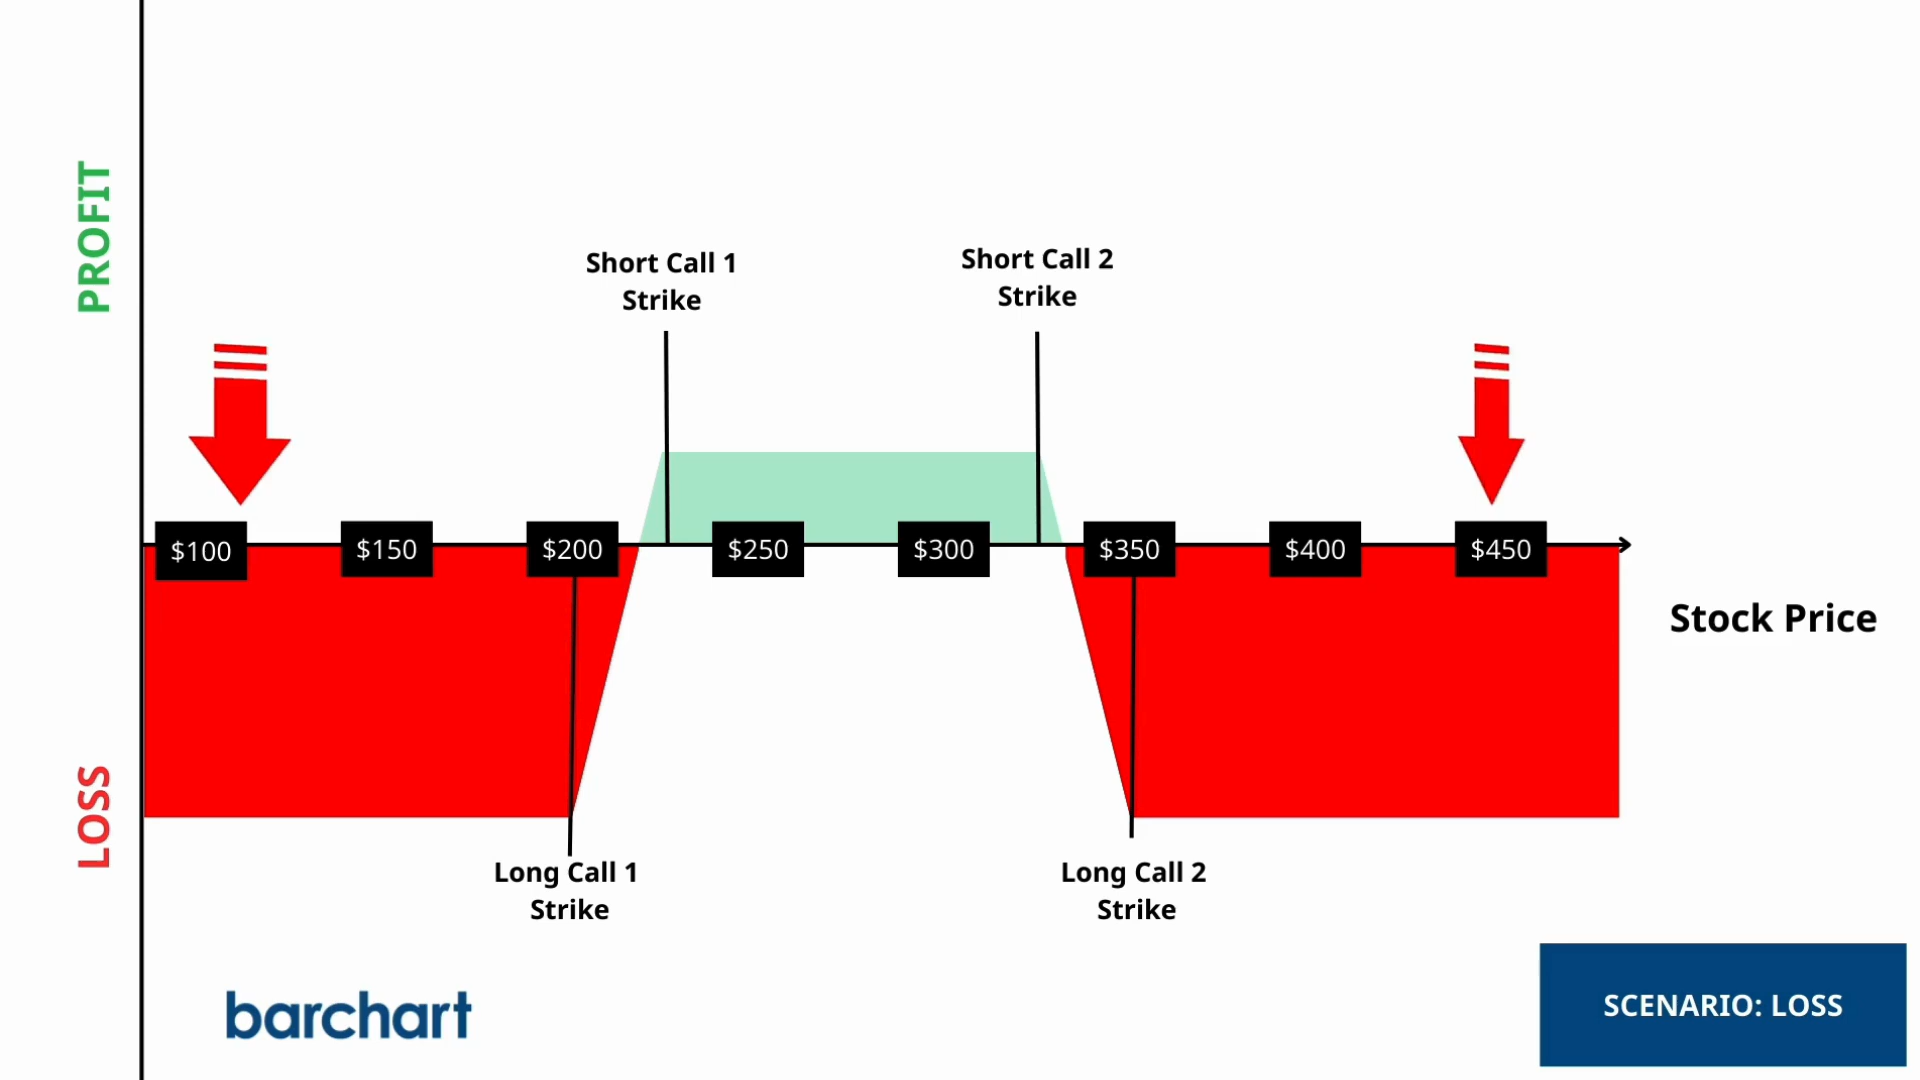 PROFIT
Short Call 1
Strike
Short Call 2
Strike
$100
$150
$200
$250
$300
$350
$400
$450
Stock Price
LOSS
Long Call 1
Strike
Long Call 2
Strike
barchart
SCENARIO: LOSS